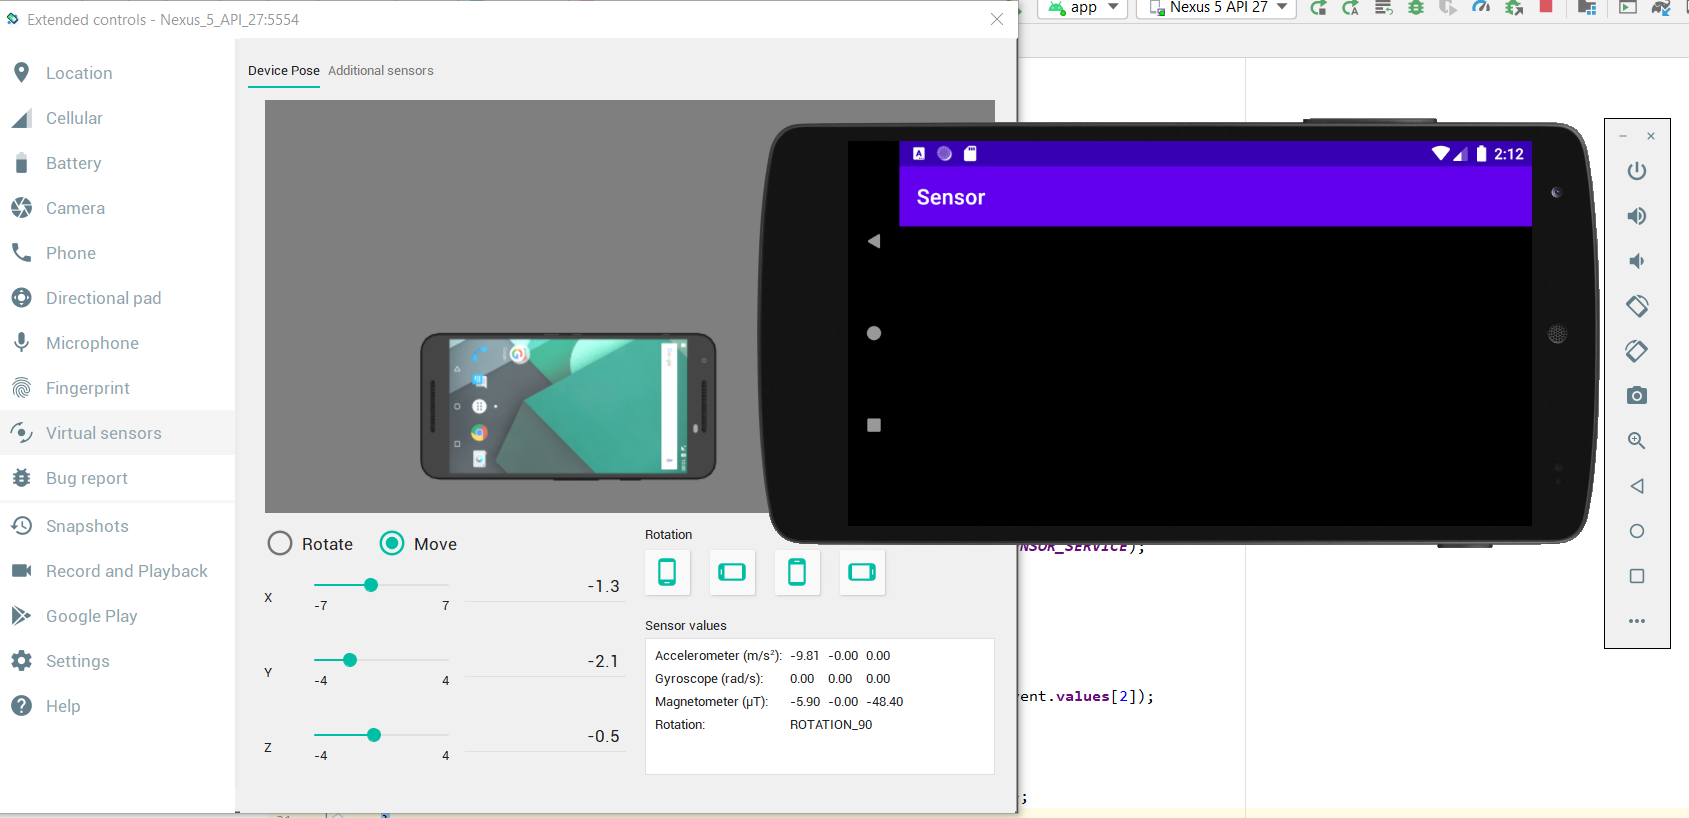 Extended controls - Nexus_5_API_27:5554
app
Nexus 5 API 27
Location
Cellular
Battery
Camera
Phone
Directional pad
Microphone
Fingerprint
Virtual sensors
Bug report
Snapshots
Record and Playback
Google Play
Settings
Help
Device Pose Additional sensors
2:12
Sensor
Rotate Move
X -7 7 -1.3
Y -4 4 -2.1
Z -4 4 -0.5
Rotation
Sensor values
Accelerometer (m/s²): -9.81 -0.00 0.00
Gyroscope (rad/s): 0.00 0.00 0.00
Magnetometer (μT): -5.90 -0.00 -48.40
Rotation: ROTATION_90
NSOR_SERVICE);
ent.values[2]);
;